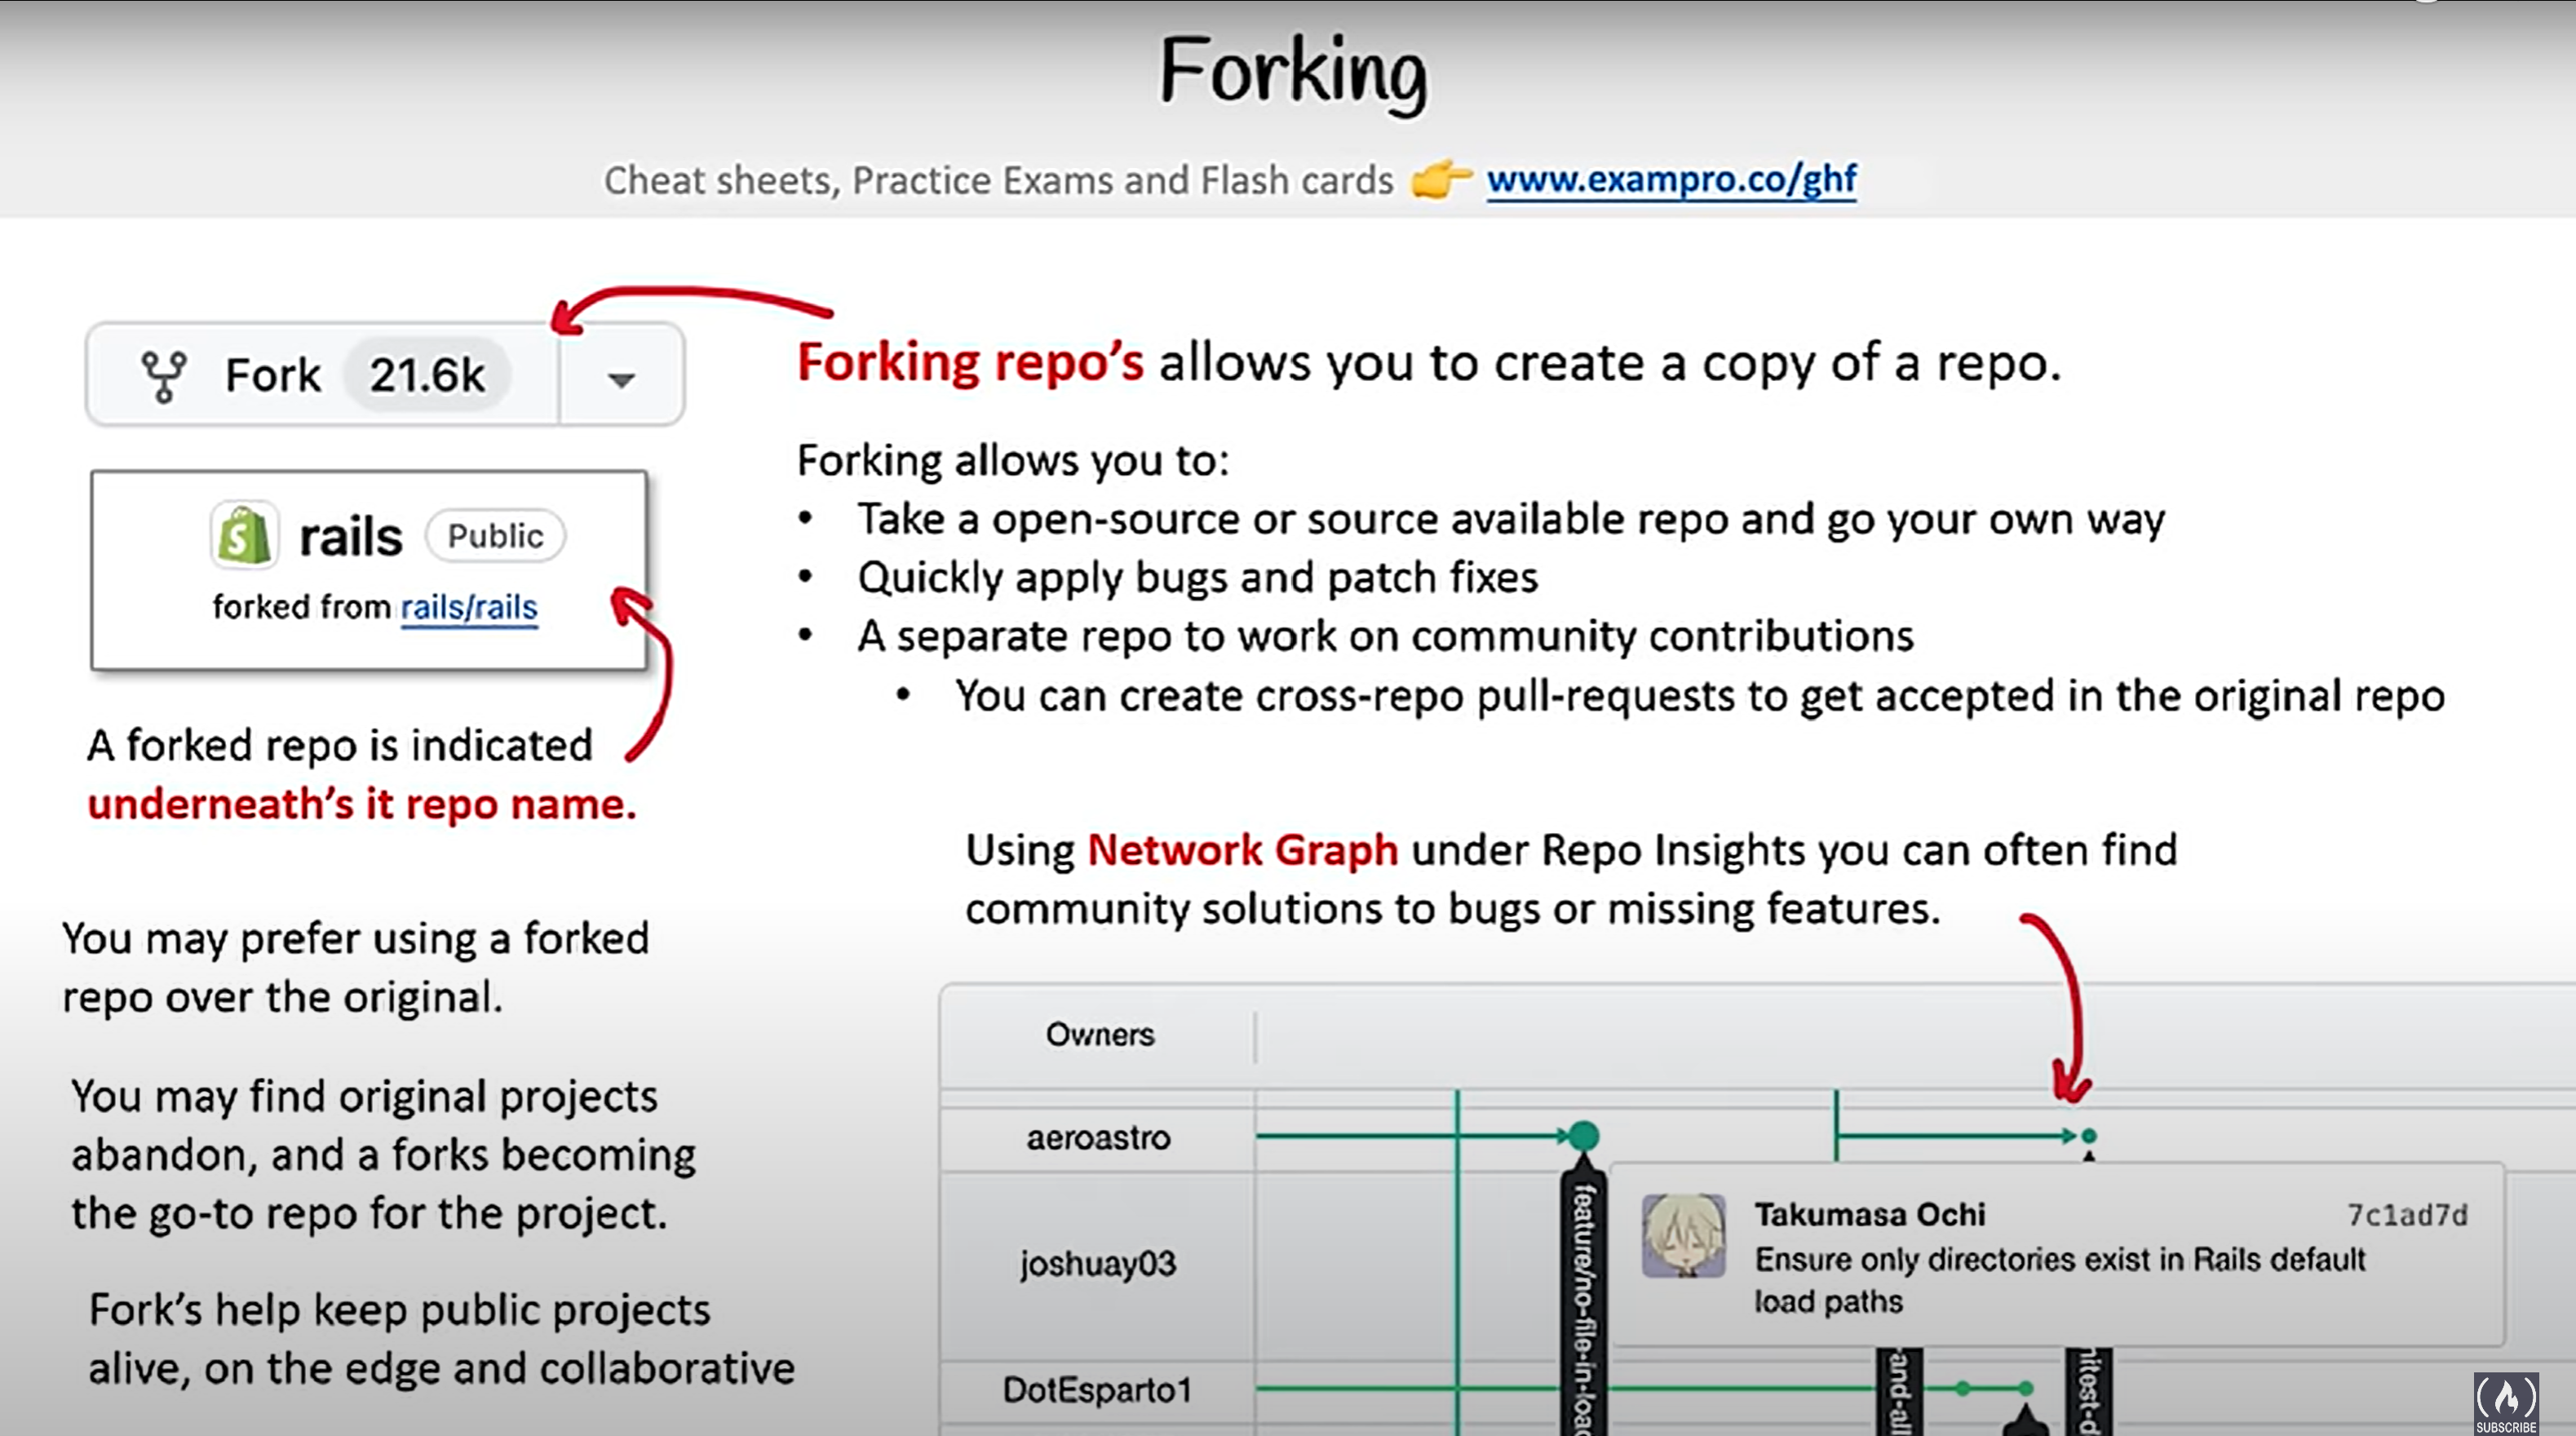 Forking
Cheat sheets, Practice Exams and Flash cards 👉 www.exampro.co/ghf
Fork 21.6k
rails Public
forked from rails/rails
A forked repo is indicated
underneath's it repo name.
You may prefer using a forked
repo over the original.
You may find original projects
abandon, and a forks becoming
the go-to repo for the project.
Fork's help keep public projects
alive, on the edge and collaborative
Forking repo's allows you to create a copy of a repo.
Forking allows you to:
• Take a open-source or source available repo and go your own way
• Quickly apply bugs and patch fixes
• A separate repo to work on community contributions
• You can create cross-repo pull-requests to get accepted in the original repo
Using Network Graph under Repo Insights you can often find
community solutions to bugs or missing features.
Owners
aeroastro
joshuay03
DotEsparto1
feature/no-file-in-loa
Takumasa Ochi 7c1ad7d
Ensure only directories exist in Rails default
load paths
-and-all
nitest-d
SUBSCRIBE